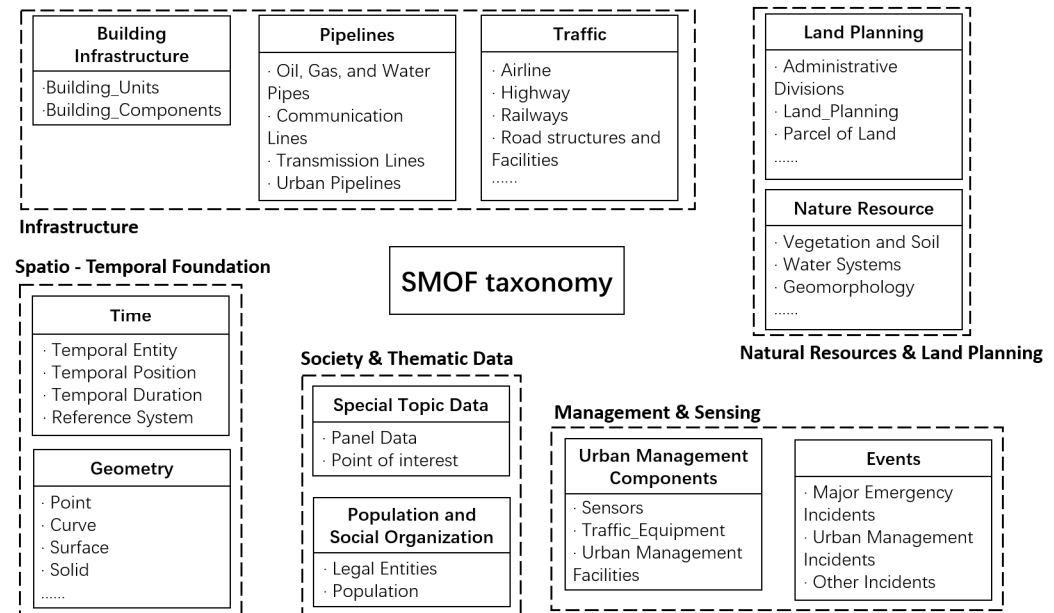 Building
Infrastructure
·Building_Units
·Building_Components
Pipelines
· Oil, Gas, and Water
Pipes
· Communication
Lines
· Transmission Lines
· Urban Pipelines
Traffic
· Airline
· Highway
· Railways
· Road structures and
Facilities
......
Infrastructure
Land Planning
· Administrative
Divisions
· Land_Planning
· Parcel of Land
......
Nature Resource
· Vegetation and Soil
· Water Systems
· Geomorphology
......
Natural Resources & Land Planning
SMOF taxonomy
Spatio - Temporal Foundation
Time
· Temporal Entity
· Temporal Position
· Temporal Duration
· Reference System
Geometry
· Point
· Curve
· Surface
· Solid
......
Society & Thematic Data
Special Topic Data
· Panel Data
· Point of interest
Population and
Social Organization
· Legal Entities
· Population
Management & Sensing
Urban Management
Components
· Sensors
· Traffic_Equipment
· Urban Management
Facilities
Events
· Major Emergency
Incidents
· Urban Management
Incidents
· Other Incidents